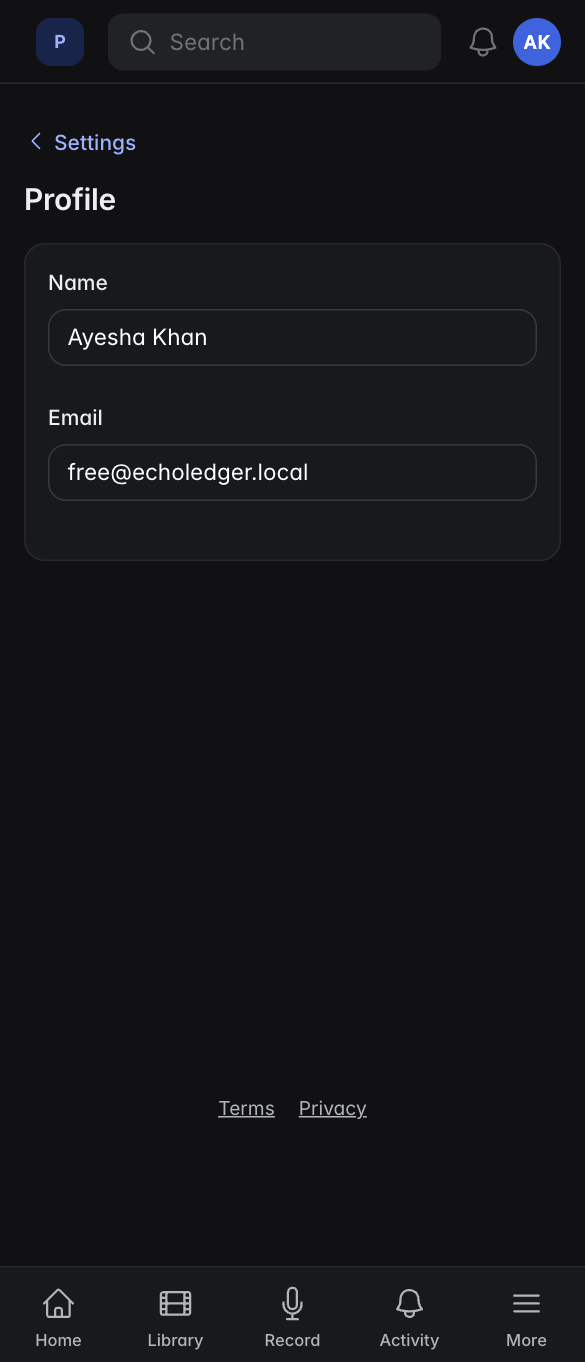 P Search AK
Settings
Profile
Name
Ayesha Khan
Email
free@echoledger.local
Terms Privacy
Home Library Record Activity More